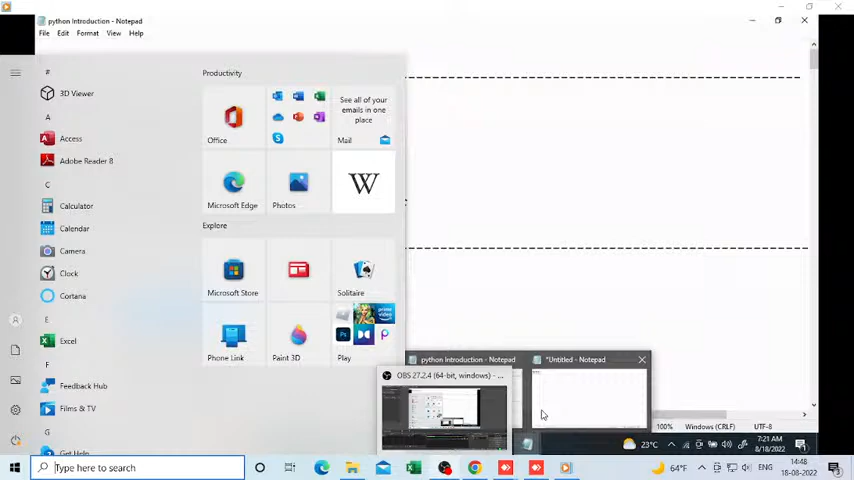 python Introduction - Notepad
File Edit Format View Help
#
3D Viewer
A
Access
Adobe Reader 8
C
Calculator
Calendar
Camera
Clock
Cortana
E
Excel
F
Feedback Hub
Films & TV
G
Get Help
Productivity
Office
See all of your emails in one place
Mail
Microsoft Edge
Photos
W
Explore
Microsoft Store
Solitaire
Phone Link
Paint 3D
Play
python Introduction - Notepad
*Untitled - Notepad
OBS 27.2.4 (64-bit, windows) - ...
100% Windows (CRLF) UTF-8
23°C
7:21 AM
8/18/2022
Type here to search
64°F
ENG
14:48
18-08-2022